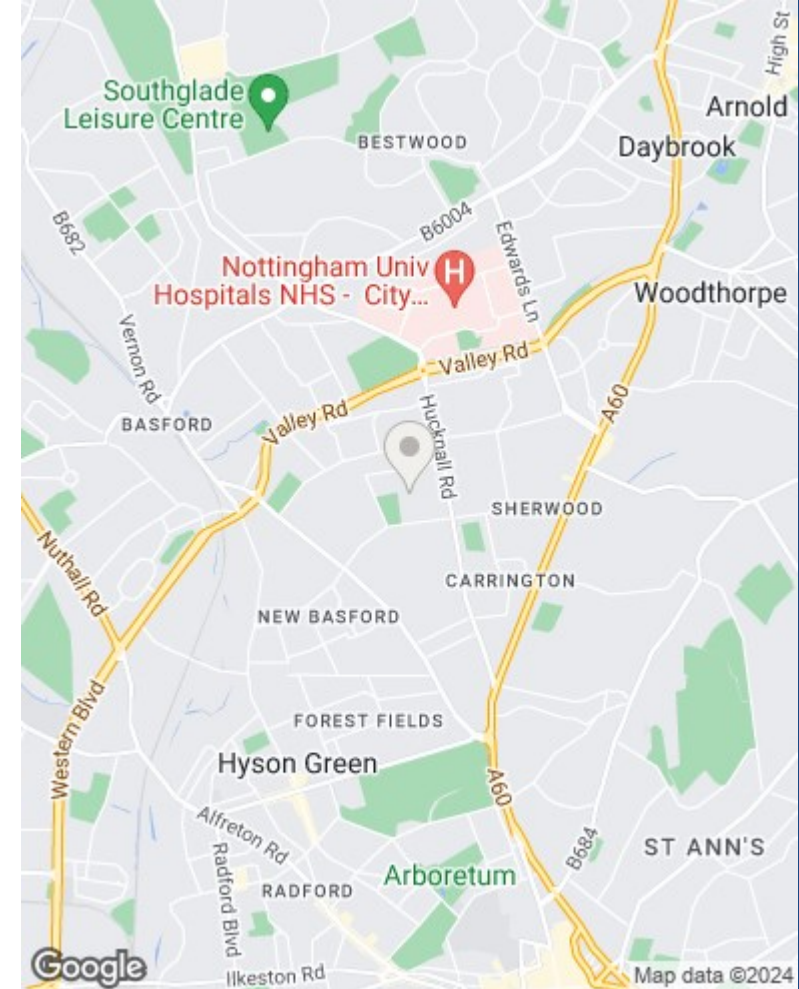 High St
Southglade
Leisure Centre
Arnold
BESTWOOD
Daybrook
B682
B6004
Edwards Ln
Nottingham Univ
Hospitals NHS - City...
H
Woodthorpe
Vernon Rd
Valley Rd
A60
BASFORD
Valley Rd
Hucknall Rd
SHERWOOD
Nuthall Rd
CARRINGTON
NEW BASFORD
Western Blvd
FOREST FIELDS
Hyson Green
A60
Alfreton Rd
B684
ST ANN'S
Radford Blvd
RADFORD
Arboretum
Google
Ilkeston Rd
Map data ©2024